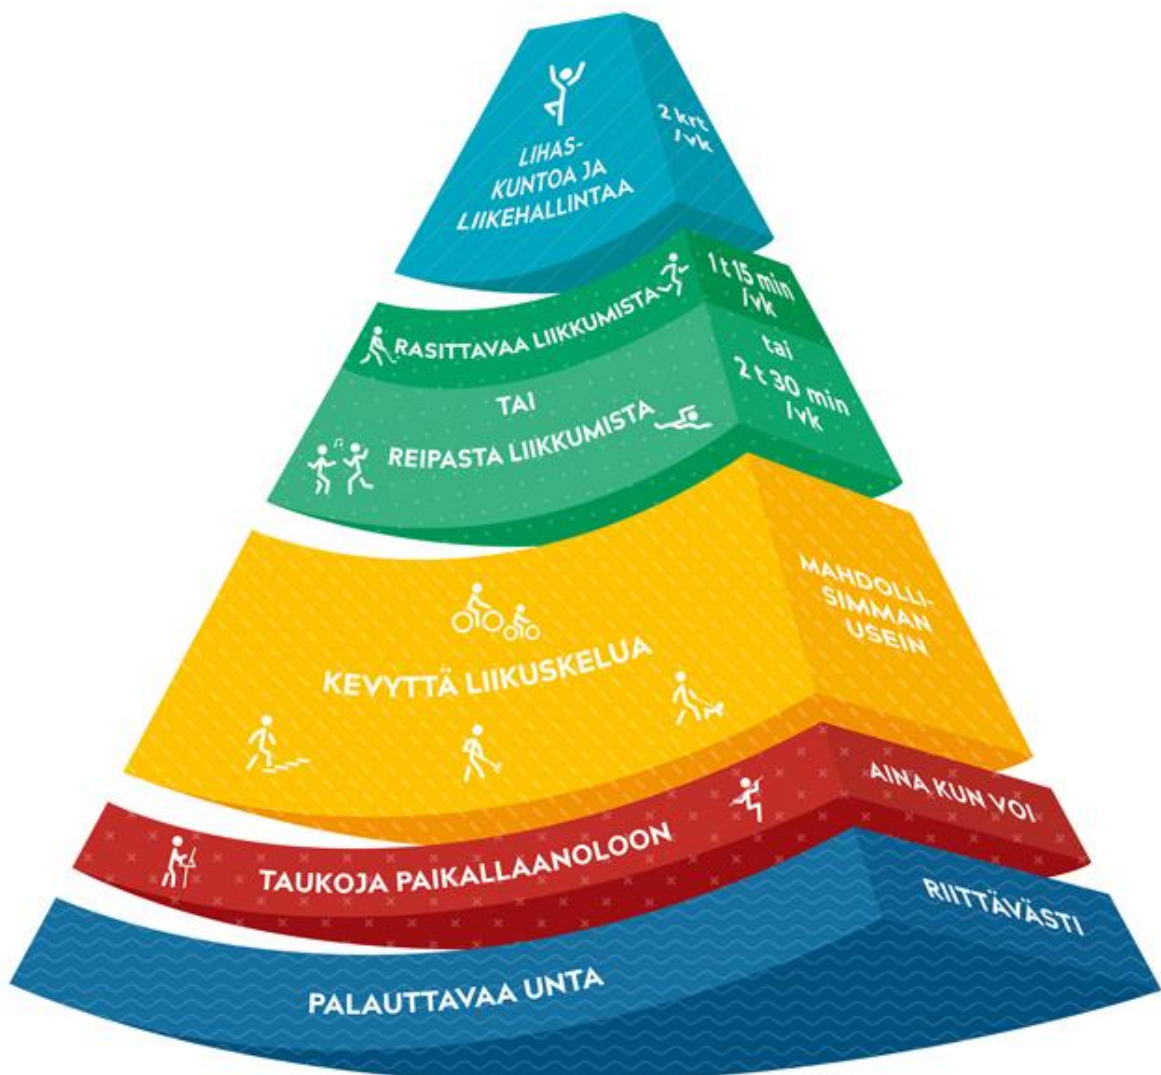 LIHAS-
KUNTOA JA
LIIKEHALLINTAA
2 krt
/vk
RASITTAVAA LIIKKUMISTA
1 t 15 min
/vk
TAI
tai
REIPASTA LIIKKUMISTA
2 t 30 min
/vk
KEVYTTÄ LIIKUSKELUA
MAHDOLLI-
SIMMAN
USEIN
TAUKOJA PAIKALLAANOLOON
AINA KUN VOI
PALAUTTAVAA UNTA
RIITTÄVÄSTI